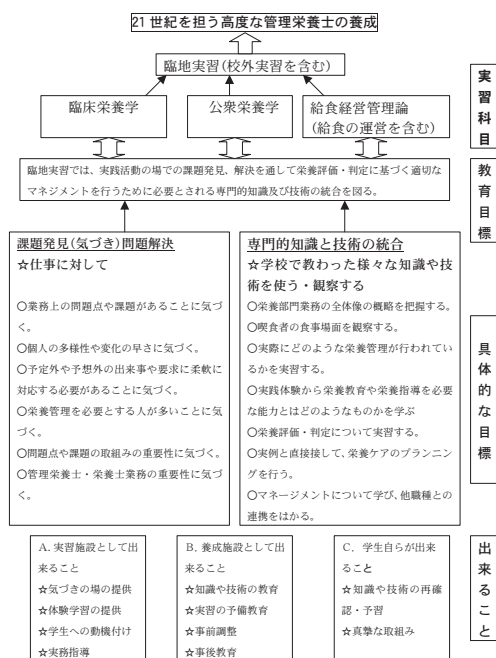 21世紀を担う高度な管理栄養士の養成
臨地実習(校外実習を含む)
臨床栄養学
公衆栄養学
給食経営管理論
(給食の運営を含む)
臨地実習では、実践活動の場での課題発見、解決を通して栄養評価・判定に基づく適切な
マネジメントを行うために必要とされる専門的知識及び技術の統合を図る。
課題発見(気づき)問題解決
☆仕事に対して
○業務上の問題点や課題があることに気づ
く。
○個人の多様性や変化の早さに気づく。
○予定外や予想外の出来事や要求に柔軟に
対応する必要があることに気づく。
○栄養管理を必要とする人が多いことに気
づく。
○問題点や課題の取組みの重要性に気づく。
○管理栄養士・栄養士業務の重要性に気づ
く。
専門的知識と技術の統合
☆学校で教わった様々な知識や技
術を使う・観察する
○栄養部門業務の全体像の概略を把握する。
○喫食者の食事場面を観察する。
○実際にどのような栄養管理が行われてい
るかを実習する。
○実践体験から栄養教育や栄養指導を必要
な能力とはどのようなものかを学ぶ
○栄養評価・判定について実習する。
○実例と直接接して、栄養ケアのプランニン
グを行う。
○マネージメントについて学び、他職種との
連携をはかる。
A. 実習施設として出
来ること
☆気づきの場の提供
☆体験学習の提供
☆学生への動機付け
☆実務指導
B. 養成施設として出
来ること
☆知識や技術の教育
☆実習の予備教育
☆事前調整
☆事後教育
C. 学生自らが出来
ること
☆知識や技術の再確
認・予習
☆真摯な取組み
実習科目
教育目標
具体的な目標
出来ること